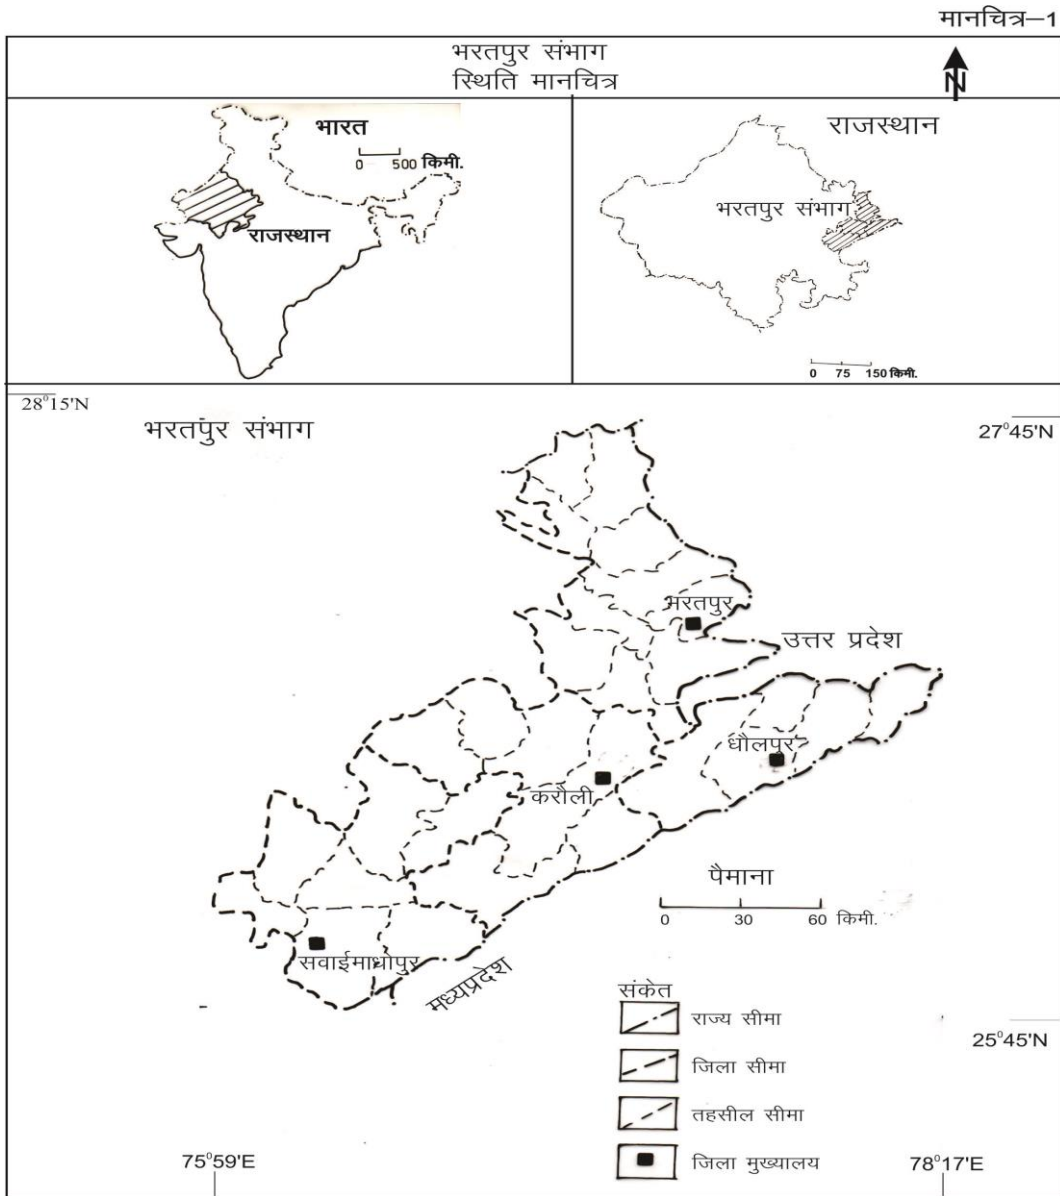 मानचित्र–1
भरतपुर संभाग
स्थिति मानचित्र
N
भारत
0 500 किमी.
राजस्थान
राजस्थान
भरतपुर संभाग
0 75 150 किमी.
28°15'N
भरतपुर संभाग
27°45'N
भरतपुर
उत्तर प्रदेश
धौलपुर
करौली
पैमाना
0 30 60 किमी.
सवाईमाधोपुर
मध्यप्रदेश
संकेत
राज्य सीमा
जिला सीमा
तहसील सीमा
जिला मुख्यालय
25°45'N
75°59'E
78°17'E